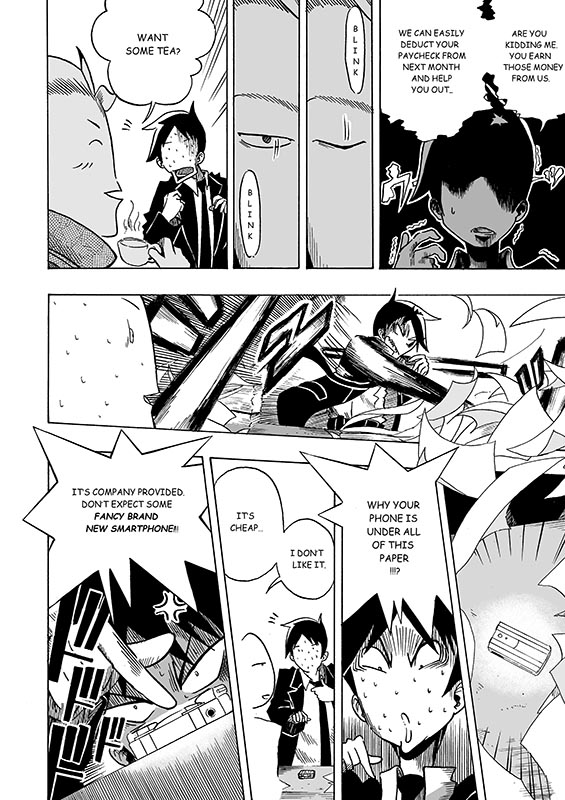 ARE YOU
KIDDING ME.
YOU EARN
THOSE MONEY
FROM US.
WE CAN EASILY
DEDUCT YOUR
PAYCHECK FROM
NEXT MONTH
AND HELP
YOU OUT...
BLINK
BLINK
WANT
SOME TEA?
WHY YOUR
PHONE IS
UNDER ALL
OF THIS
PAPER
!!!?
I DON'T
LIKE IT.
IT'S
CHEAP...
IT'S COMPANY PROVIDED.
DON'T EXPECT SOME
FANCY BRAND
NEW SMARTPHONE!!